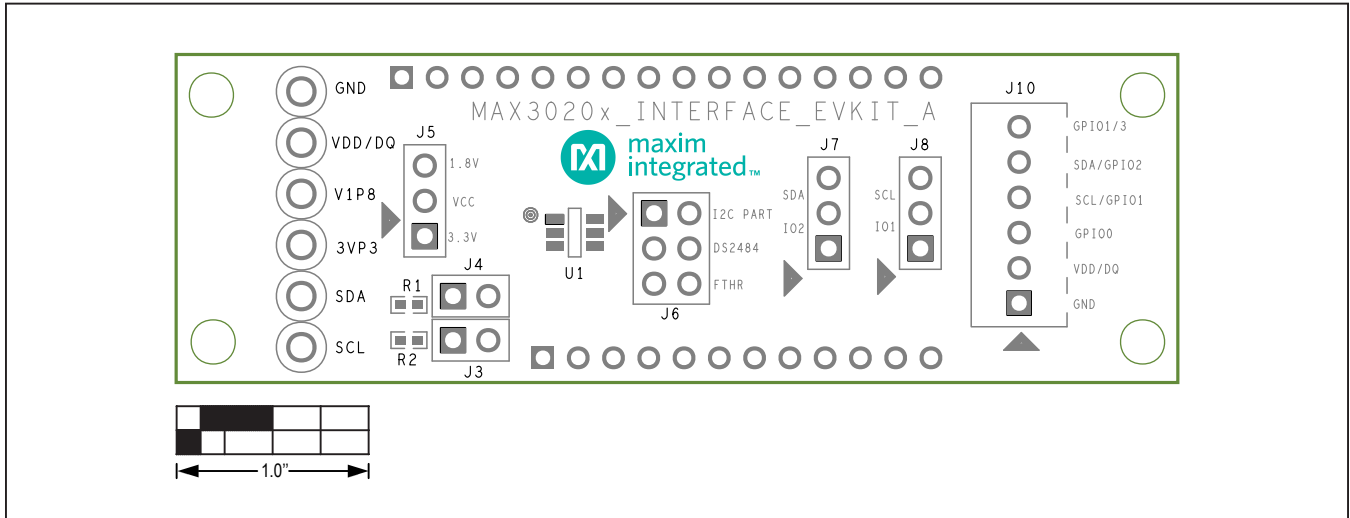 GND
VDD/DQ
V1P8
3VP3
SDA
SCL
J5
1.8V
VCC
3.3V
R1
J4
R2
J3
MAX3020x_INTERFACE_EVKIT_A
maxim
integrated™
U1
I2C PART
DS2484
FTHR
J6
J7
SDA
IO2
J8
SCL
IO1
J10
GPIO1/3
SDA/GPIO2
SCL/GPIO1
GPIO0
VDD/DQ
GND
1.0”